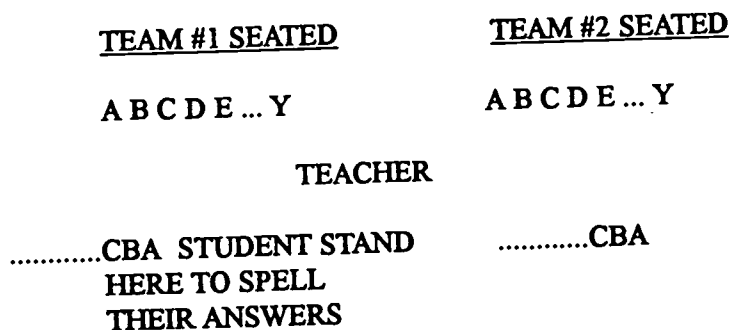 TEAM #1 SEATED TEAM #2 SEATED
A B C D E ... Y A B C D E ... Y
TEACHER
............CBA STUDENT STAND ............CBA
HERE TO SPELL
THEIR ANSWERS